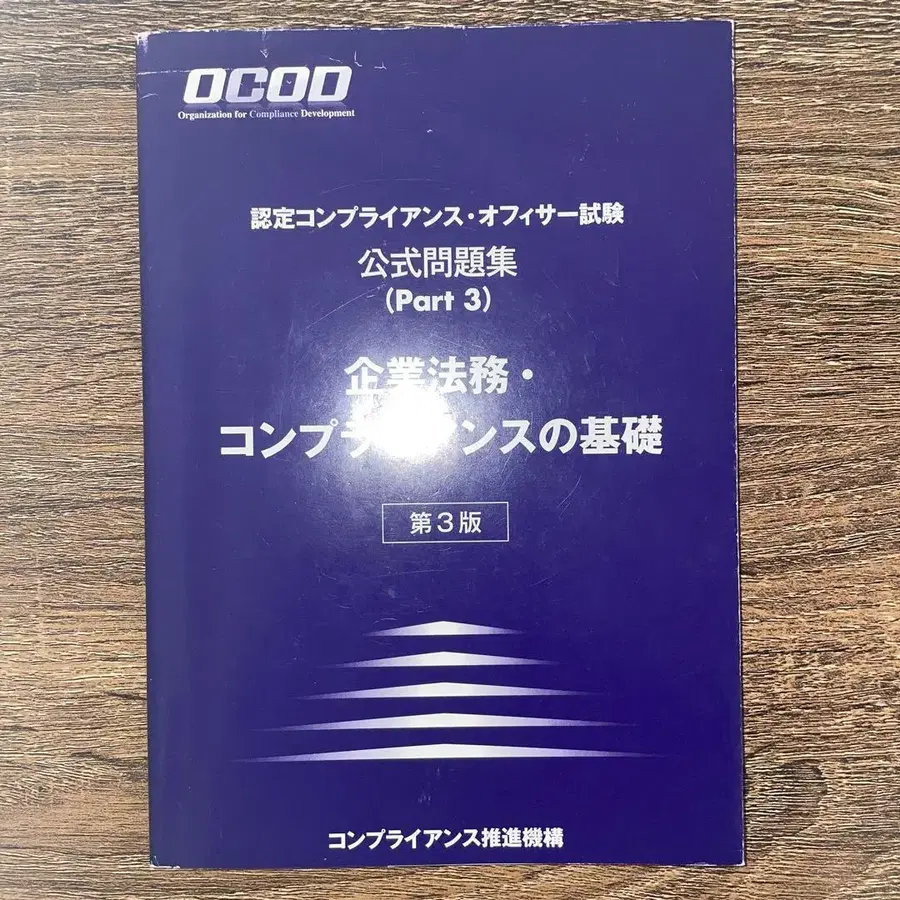 OCOD
Organization for Compliance Development
認定コンプライアンス・オフィサー試験
公式問題集
(Part 3)
企業法務・
コンプライアンスの基礎
第3版
コンプライアンス推進機構